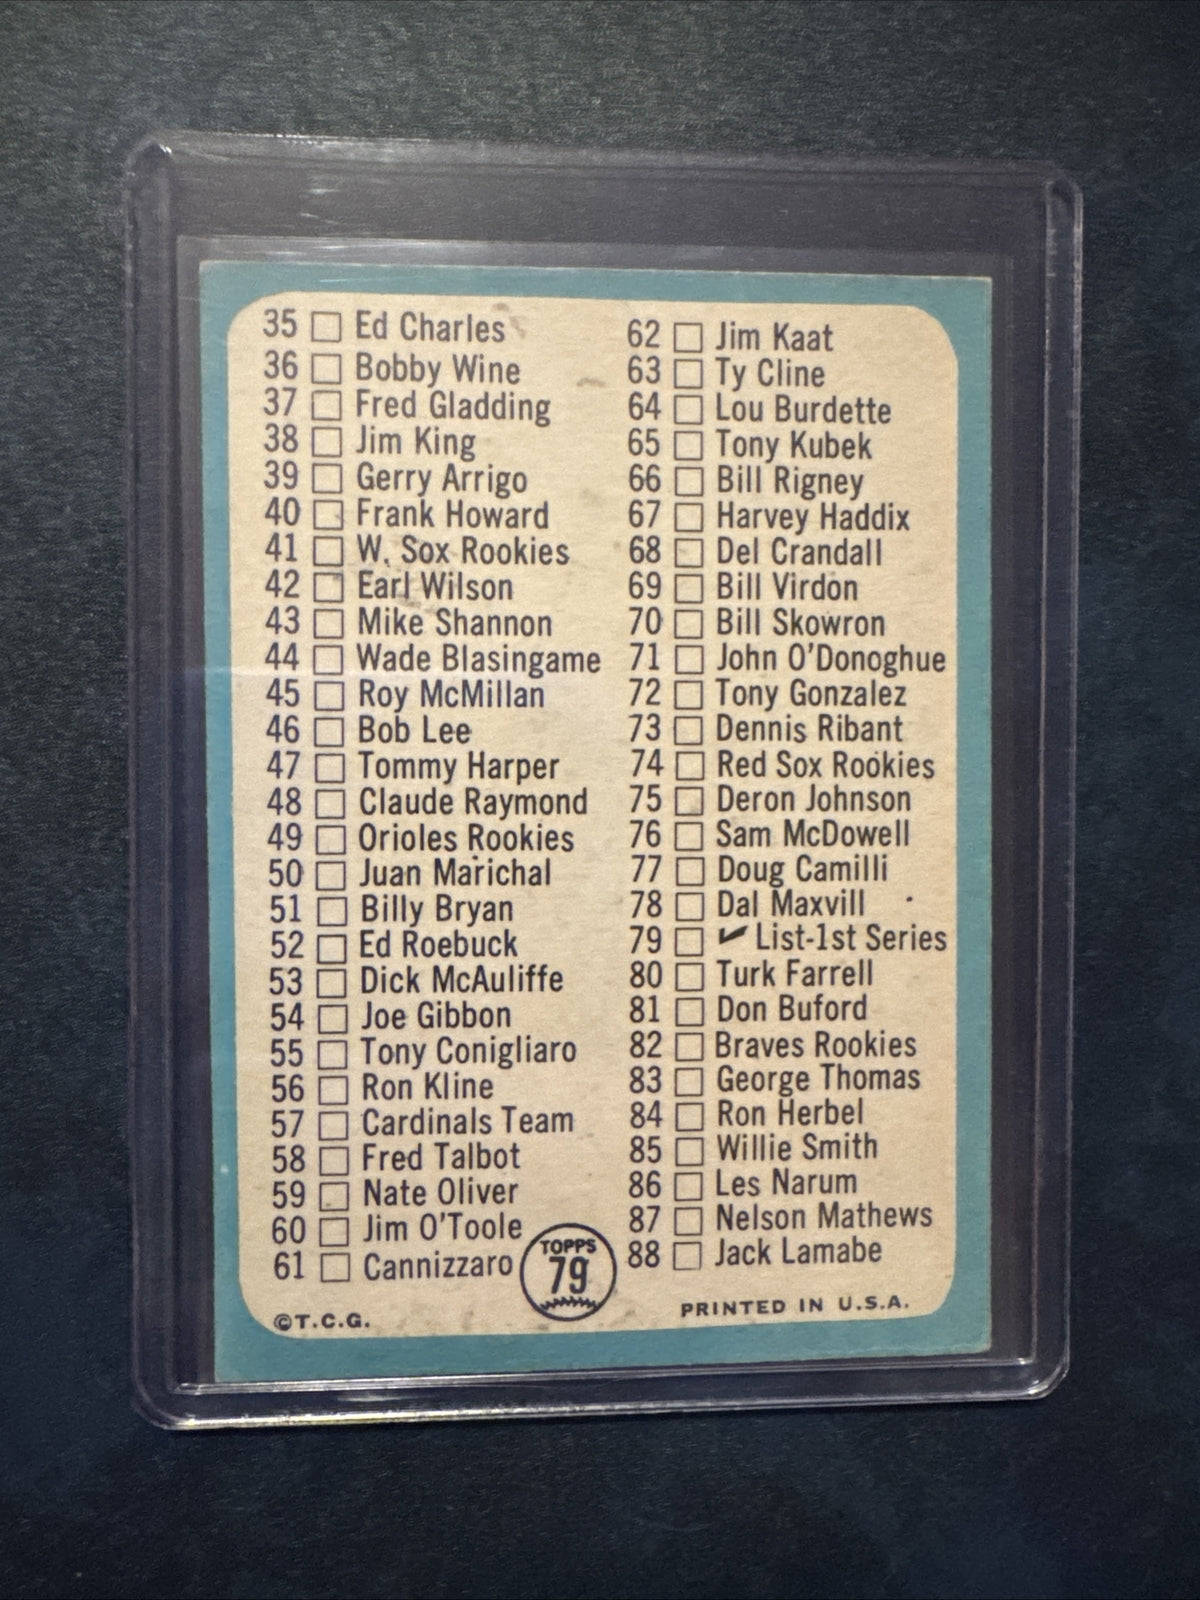 35 Ed Charles
36 Bobby Wine
37 Fred Gladding
38 Jim King
39 Gerry Arrigo
40 Frank Howard
41 W. Sox Rookies
42 Earl Wilson
43 Mike Shannon
44 Wade Blasingame
45 Roy McMillan
46 Bob Lee
47 Tommy Harper
48 Claude Raymond
49 Orioles Rookies
50 Juan Marichal
51 Billy Bryan
52 Ed Roebuck
53 Dick McAuliffe
54 Joe Gibbon
55 Tony Conigliaro
56 Ron Kline
57 Cardinals Team
58 Fred Talbot
59 Nate Oliver
60 Jim O'Toole
61 Cannizzaro
62 Jim Kaat
63 Ty Cline
64 Lou Burdette
65 Tony Kubek
66 Bill Rigney
67 Harvey Haddix
68 Del Crandall
69 Bill Virdon
70 Bill Skowron
71 John O'Donoghue
72 Tony Gonzalez
73 Dennis Ribant
74 Red Sox Rookies
75 Deron Johnson
76 Sam McDowell
77 Doug Camilli
78 Dal Maxvill
79 ✔ List-1st Series
80 Turk Farrell
81 Don Buford
82 Braves Rookies
83 George Thomas
84 Ron Herbel
85 Willie Smith
86 Les Narum
87 Nelson Mathews
88 Jack Lamabe
TOPPS
79
©T.C.G.
PRINTED IN U.S.A.